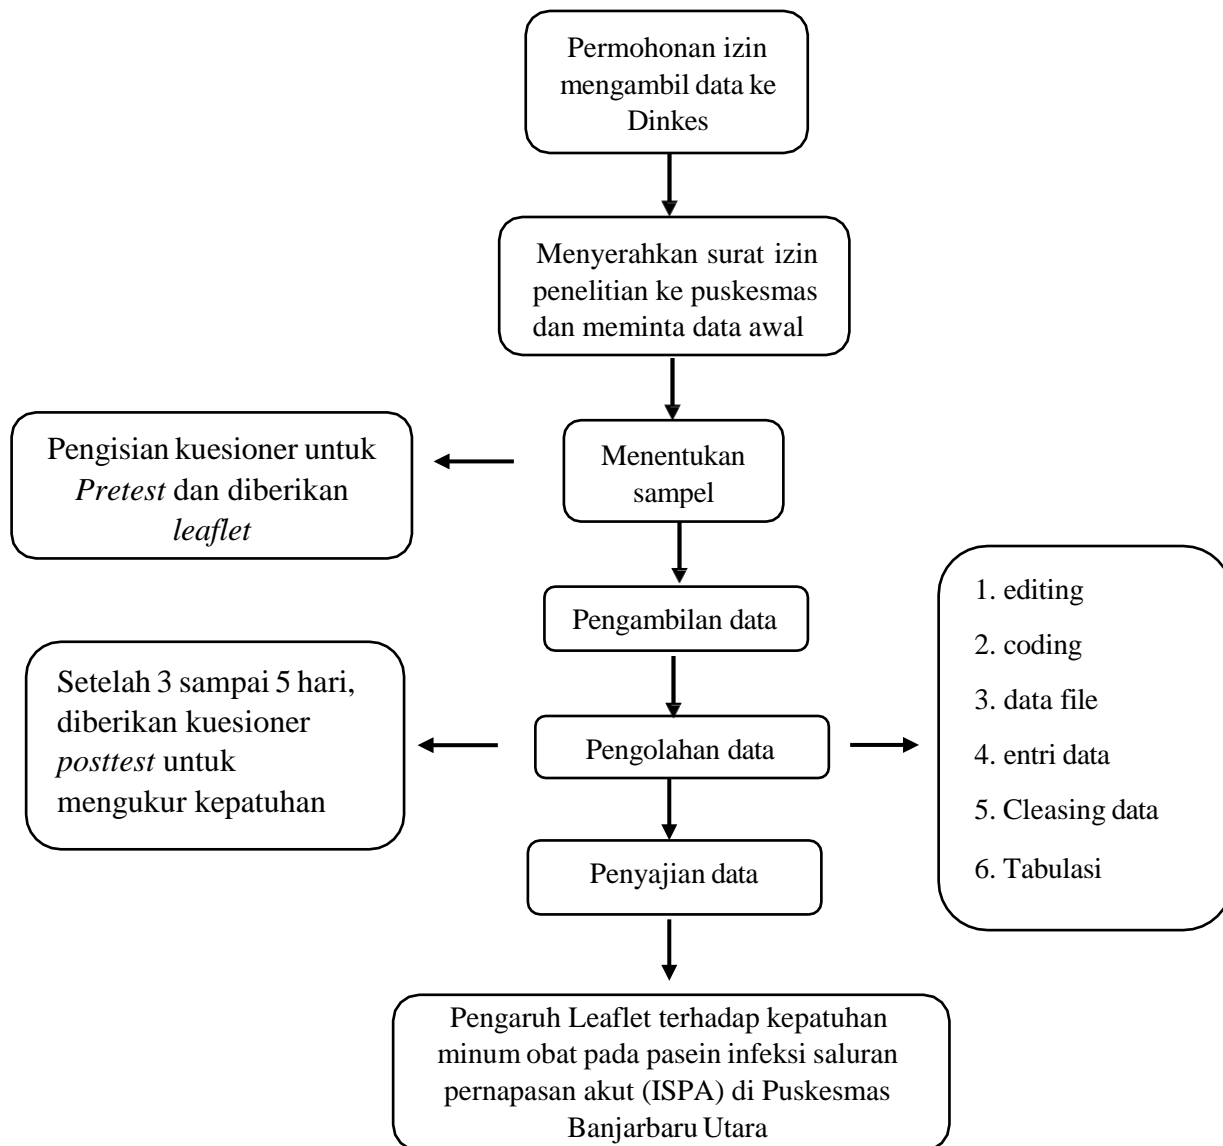 Permohonan izin
mengambil data ke
Dinkes
Menyerahkan surat izin
penelitian ke puskesmas
dan meminta data awal
Pengisian kuesioner untuk
Pretest dan diberikan
leaflet
Menentukan
sampel
Pengambilan data
Setelah 3 sampai 5 hari,
diberikan kuesioner
posttest untuk
mengukur kepatuhan
Pengolahan data
1. editing
2. coding
3. data file
4. entri data
5. Cleasing data
6. Tabulasi
Penyajian data
Pengaruh Leaflet terhadap kepatuhan
minum obat pada pasein infeksi saluran
pernapasan akut (ISPA) di Puskesmas
Banjarbaru Utara